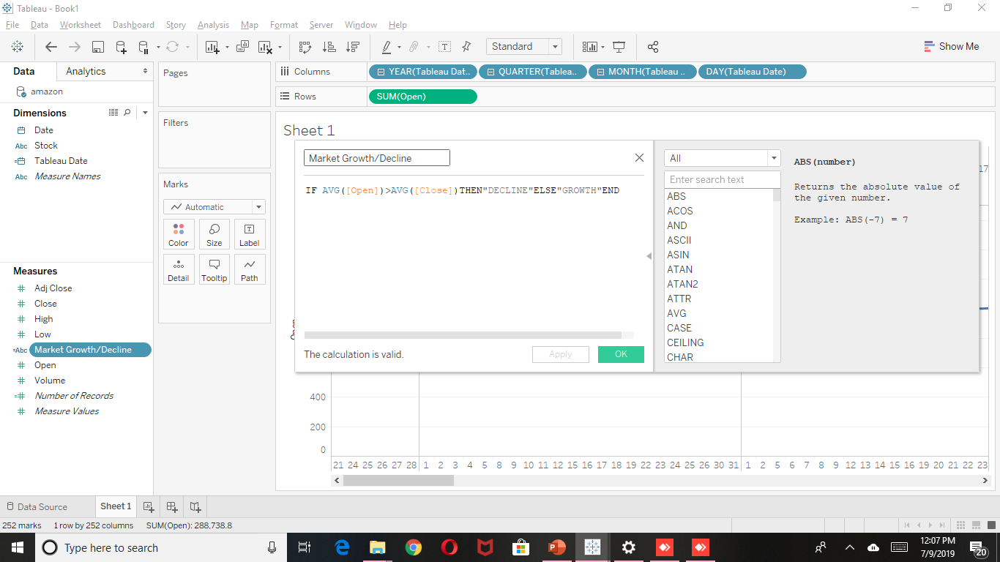 Tableau - Book1
File Data Worksheet Dashboard Story Analysis Map Format Server Window Help
Standard
Show Me
Data Analytics
amazon
Dimensions
Date
Abc Stock
Tableau Date
Abc Measure Names
Measures
Adj Close
Close
High
Low
=Abc Market Growth/Decline
Open
Volume
Number of Records
Measure Values
Pages
Filters
Marks
Automatic
Color Size Label
Detail Tooltip Path
Columns YEAR(Tableau Dat.. QUARTER(Tablea.. MONTH(Tableau .. DAY(Tableau Date)
Rows SUM(Open)
Sheet 1
17
Market Growth/Decline
IF AVG([Open])>AVG([Close])THEN"DECLINE"ELSE"GROWTH"END
The calculation is valid.
Apply OK
All
Enter search text
ABS
ACOS
AND
ASCII
ASIN
ATAN
ATAN2
ATTR
AVG
CASE
CEILING
CHAR
ABS(number)
Returns the absolute value of
the given number.
Example: ABS(-7) = 7
Open
400
200
0
21 24 25 26 27 28 1 2 3 4 5 8 9 10 11 12 15 16 17 18 19 22 23 24 25 26 30 31 1 2 5 6 7 8 9 12 13 14 15 16 19 20 21 22 23
Data Source Sheet 1
252 marks 1 row by 252 columns SUM(Open): 288,738.8
Type here to search
12:07 PM
7/9/2019
20